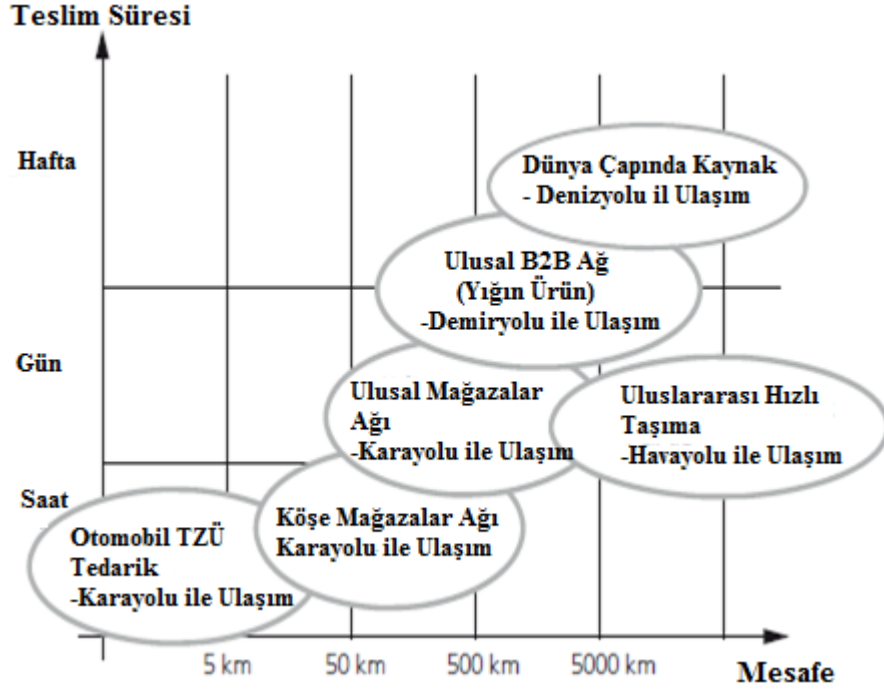 Teslim Süresi
Hafta
Dünya Çapında Kaynak
- Denizyolu il Ulaşım
Ulusal B2B Ağ
(Yığın Ürün)
-Demiryolu ile Ulaşım
Gün
Ulusal Mağazalar
Ağı
-Karayolu ile Ulaşım
Uluslararası Hızlı
Taşıma
-Havayolu ile Ulaşım
Saat
Köşe Mağazalar Ağı
Karayolu ile Ulaşım
Otomobil TZÜ
Tedarik
-Karayolu ile Ulaşım
5 km 50 km 500 km 5000 km
Mesafe